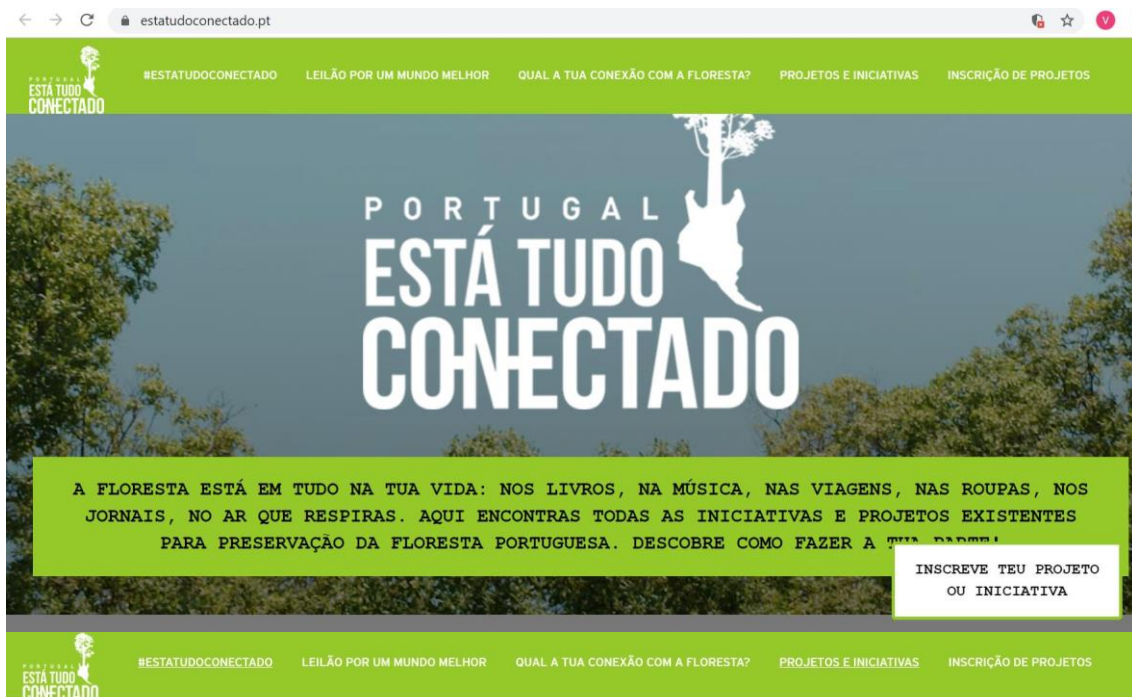 estatudoconectado.pt
V
PORTUGAL
ESTÁ TUDO
CONECTADO
#ESTATUDOCONECTADO LEILÃO POR UM MUNDO MELHOR QUAL A TUA CONEXÃO COM A FLORESTA? PROJETOS E INICIATIVAS INSCRIÇÃO DE PROJETOS
PORTUGAL
ESTÁ TUDO
CONECTADO
A FLORESTA ESTÁ EM TUDO NA TUA VIDA: NOS LIVROS, NA MÚSICA, NAS VIAGENS, NAS ROUPAS, NOS
JORNAIS, NO AR QUE RESPIRAS. AQUI ENCONTRAS TODAS AS INICIATIVAS E PROJETOS EXISTENTES
PARA PRESERVAÇÃO DA FLORESTA PORTUGUESA. DESCOBRE COMO FAZER A
INSCREVE TEU PROJETO
OU INICIATIVA
PORTUGAL
ESTÁ TUDO
CONECTADO
#ESTATUDOCONECTADO LEILÃO POR UM MUNDO MELHOR QUAL A TUA CONEXÃO COM A FLORESTA? PROJETOS E INICIATIVAS INSCRIÇÃO DE PROJETOS